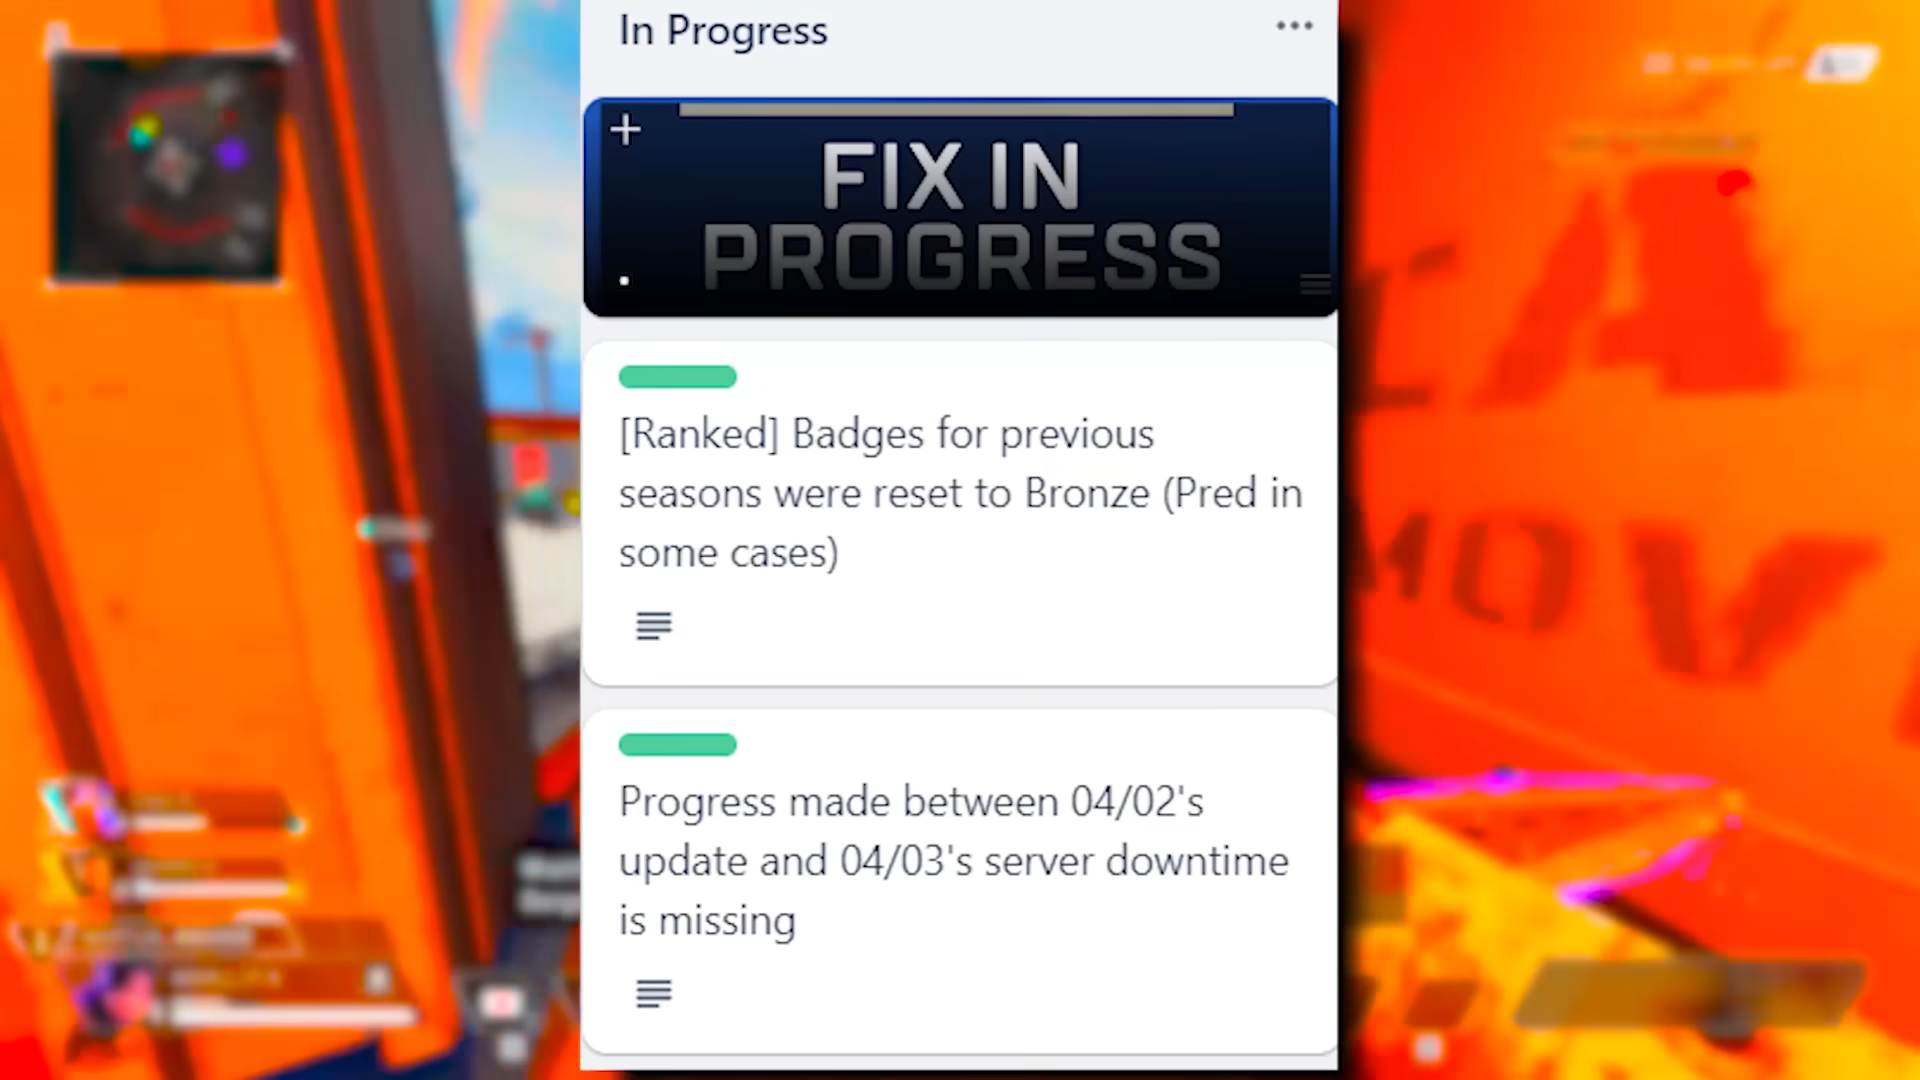 In Progress
FIX IN
PROGRESS
[Ranked] Badges for previous
seasons were reset to Bronze (Pred in
some cases)
Progress made between 04/02's
update and 04/03's server downtime
is missing